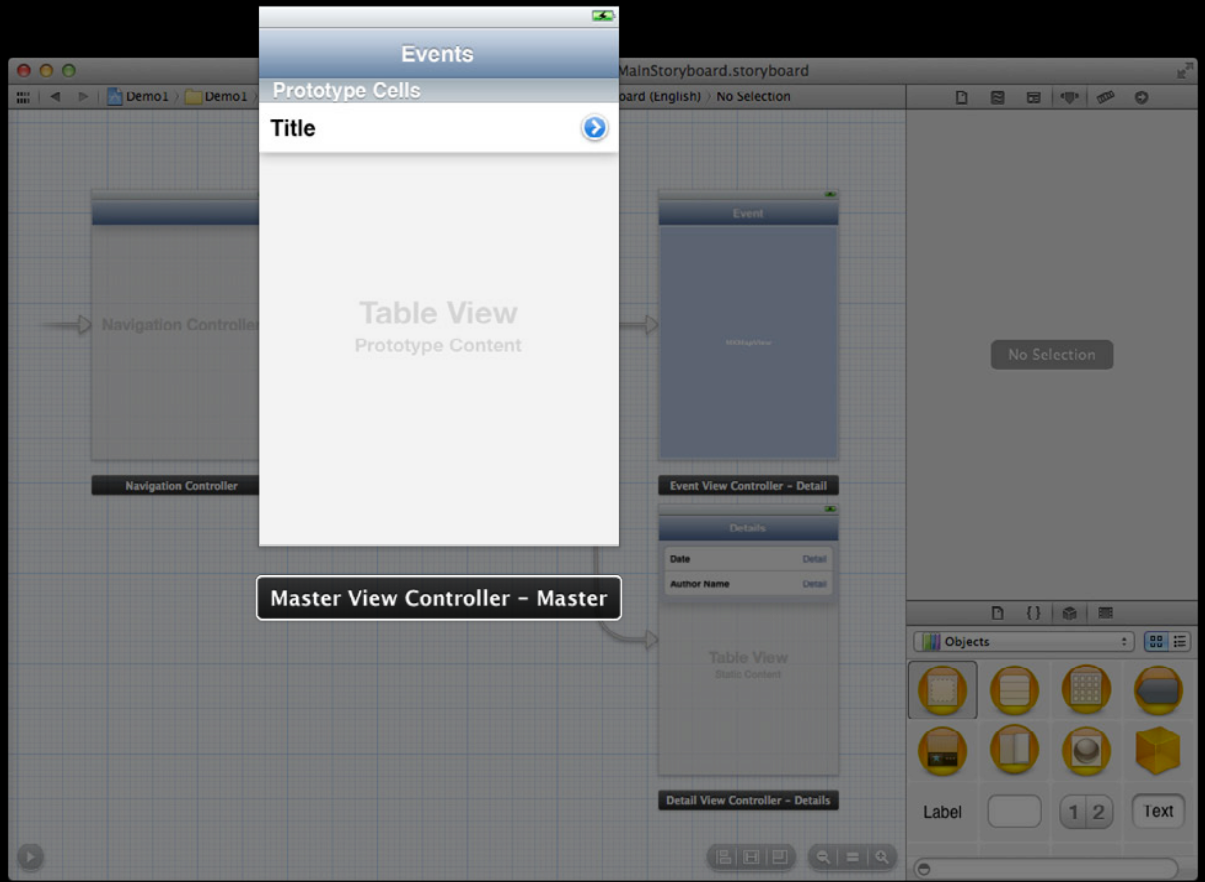 Events
MainStoryboard.storyboard
Demo1
Demo1
Prototype Cells
oard (English) › No Selection
Title
Event
Navigation Controller
Table View
Prototype Content
MKMapView
No Selection
Navigation Controller
Event View Controller - Detail
Details
Date Detail
Author Name Detail
Master View Controller - Master
Objects
Table View
Static Content
Detail View Controller - Details
Label
1 2
Text